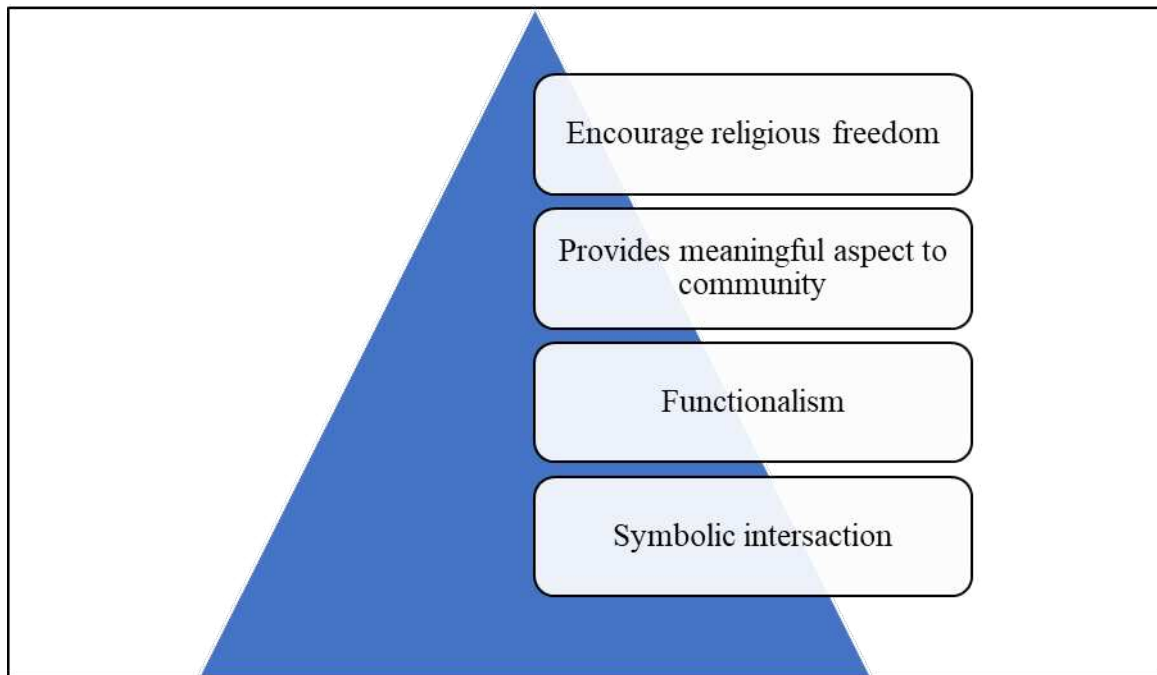 Encourage religious freedom
Provides meaningful aspect to
community
Functionalism
Symbolic intersaction